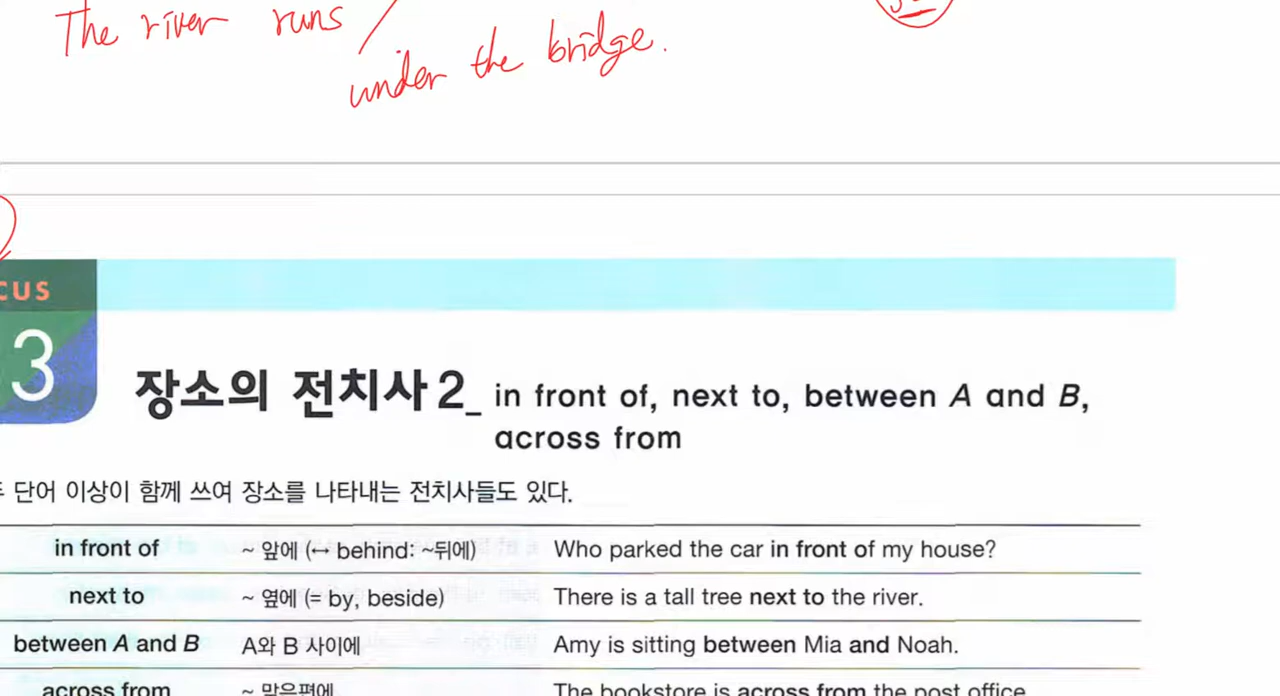 The river runs /
under the bridge.
CUS
3
장소의 전치사 2_ in front of, next to, between A and B,
across from
단어 이상이 함께 쓰여 장소를 나타내는 전치사들도 있다.
in front of ~ 앞에 (↔ behind: ~뒤에) Who parked the car in front of my house?
next to ~ 옆에 (= by, beside) There is a tall tree next to the river.
between A and B A와 B 사이에 Amy is sitting between Mia and Noah.
across from ~ 맞은편에 The bookstore is across from the post office